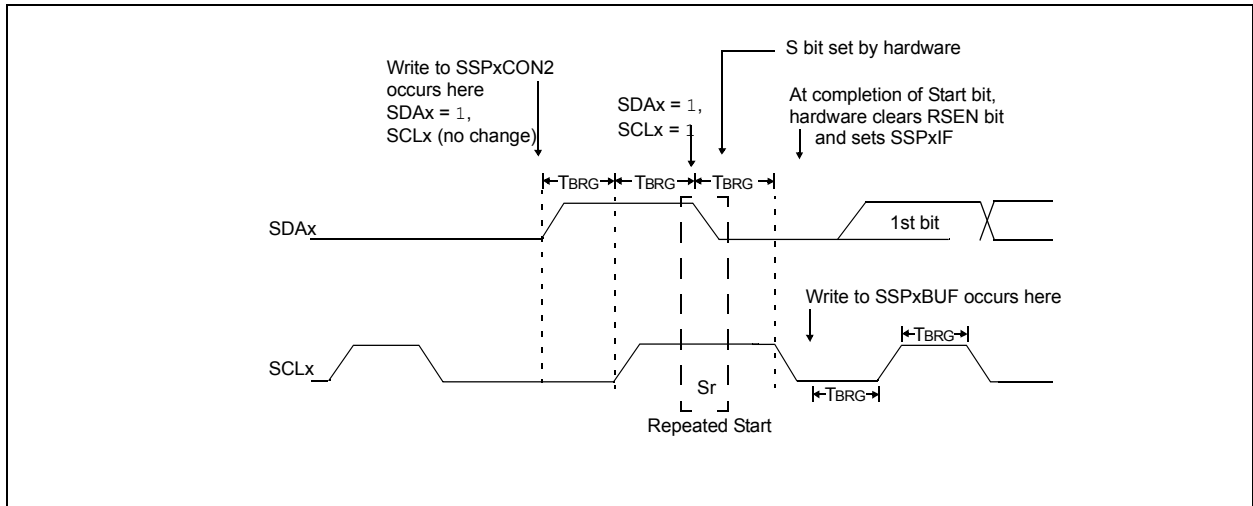 S bit set by hardware
Write to SSPxCON2
occurs here
SDAx = 1,
SCLx (no change)
SDAx = 1,
SCLx = 1
At completion of Start bit,
hardware clears RSEN bit
and sets SSPxIF
TBRG TBRG TBRG
SDAx
1st bit
Write to SSPxBUF occurs here
TBRG
SCLx
Sr
TBRG
Repeated Start